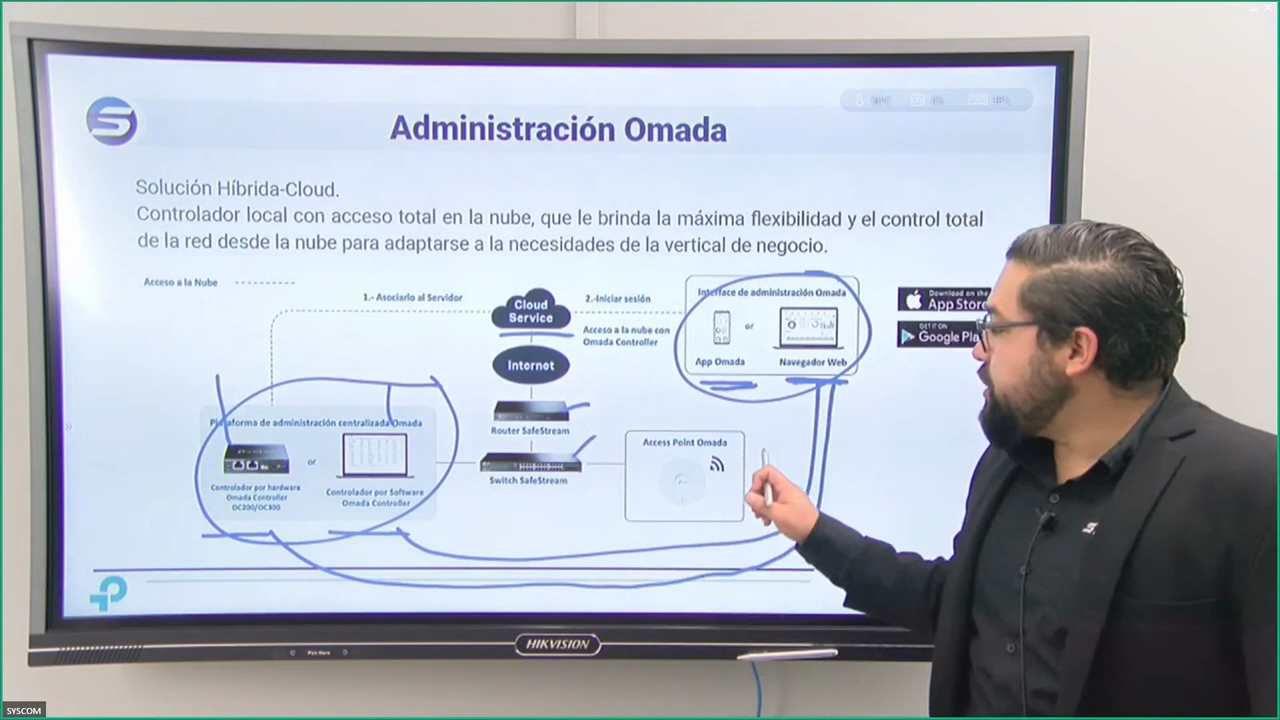 Administración Omada
Solución Híbrida-Cloud.
Controlador local con acceso total en la nube, que le brinda la máxima flexibilidad y el control total
de la red desde la nube para adaptarse a la necesidades de la vertical de negocio.
Acceso a la Nube
1.- Asociarlo al Servidor
Cloud
Service
2.-Iniciar sesión
Acceso a la nube con
Omada Controller
Interface de administración Omada
or
App Omada
Navegador Web
Download on the
App Store
GET IT ON
Google Pla
Internet
Router SafeStream
Switch SafeStream
Access Point Omada
Plataforma de administración centralizada Omada
or
Controlador por hardware
Omada Controller
OC200/OC300
Controlador por Software
Omada Controller
HIKVISION
S.
SYSCOM